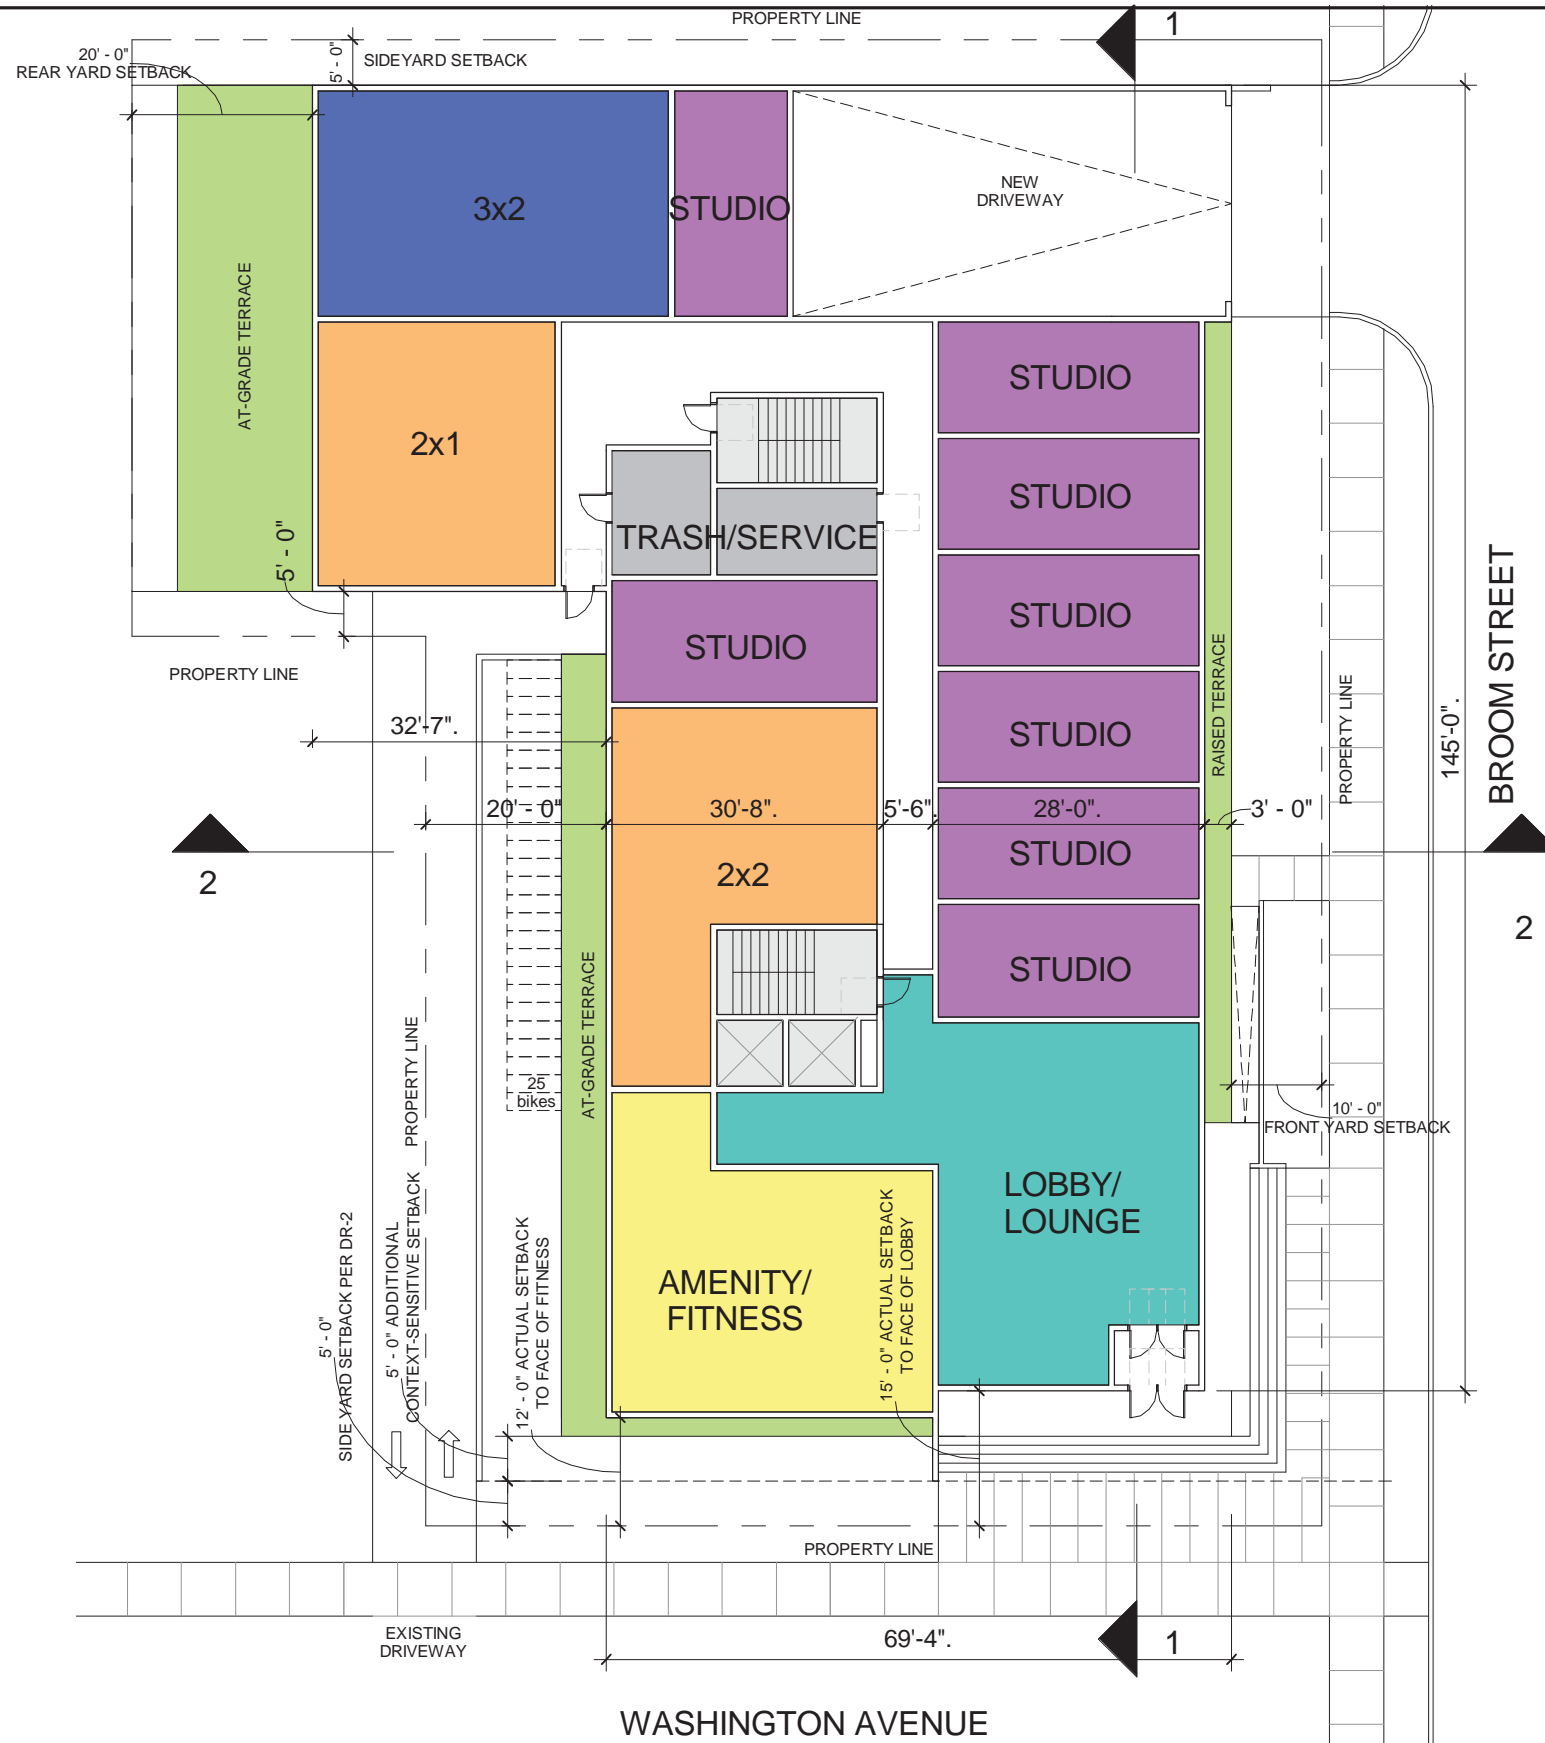 PROPERTY LINE
1
20' - 0"
REAR YARD SETBACK
5' - 0"
SIDEYARD SETBACK
3x2
STUDIO
NEW
DRIVEWAY
AT-GRADE TERRACE
2x1
STUDIO
STUDIO
TRASH/SERVICE
5' - 0"
STUDIO
STUDIO
PROPERTY LINE
RAISED TERRACE
PROPERTY LINE
145'-0".
BROOM STREET
32'-7".
STUDIO
20' - 0"
30'-8".
5'-6"
28'-0".
3' - 0"
2
2x2
STUDIO
2
STUDIO
AT-GRADE TERRACE
PROPERTY LINE
25
bikes
10' - 0"
FRONT YARD SETBACK
LOBBY/
LOUNGE
5' - 0"
SIDE YARD SETBACK PER DR-2
5' - 0" ADDITIONAL
CONTEXT-SENSITIVE SETBACK
12' - 0" ACTUAL SETBACK
TO FACE OF FITNESS
AMENITY/
FITNESS
15' - 0" ACTUAL SETBACK
TO FACE OF LOBBY
PROPERTY LINE
EXISTING
DRIVEWAY
69'-4".
1
WASHINGTON AVENUE